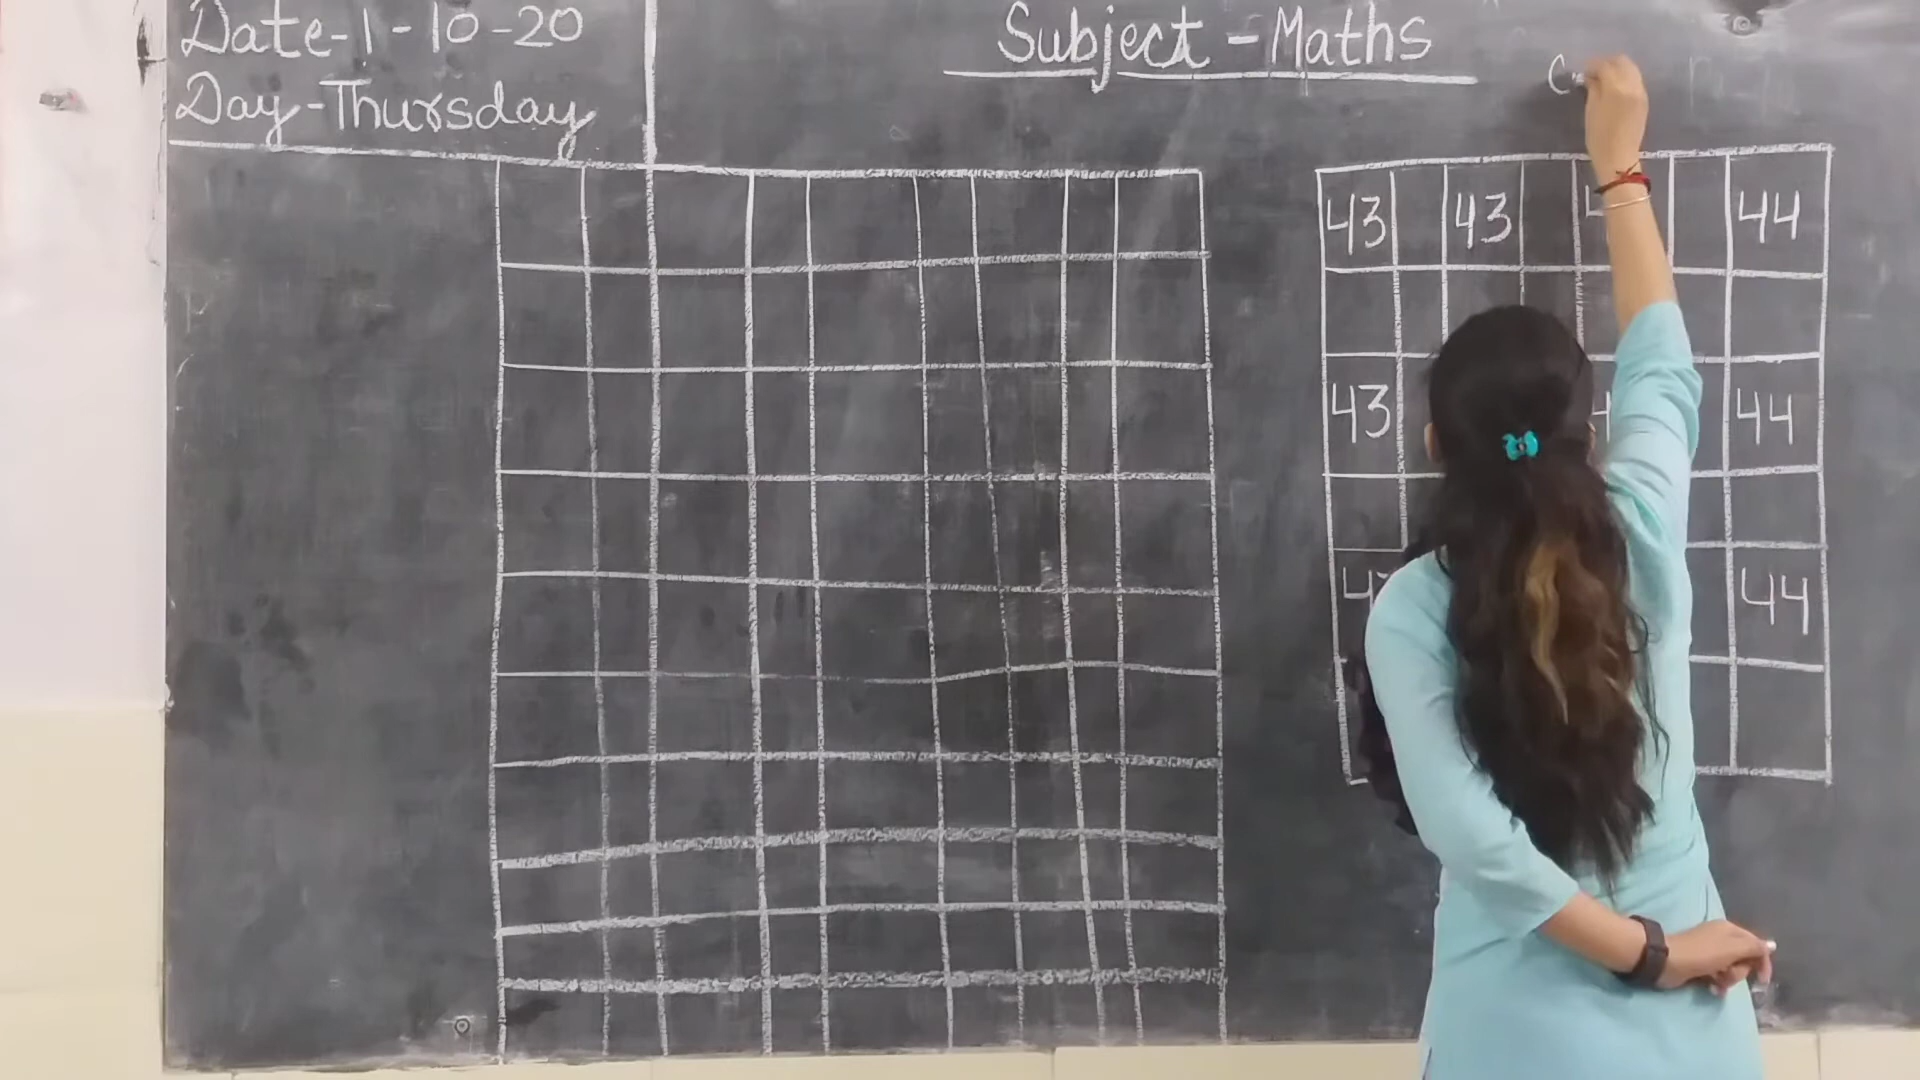 Date-1-10-20
Day-Thursday
Subject-Maths
43 43 44
43 44
44